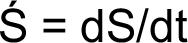 Ś = dS/dt